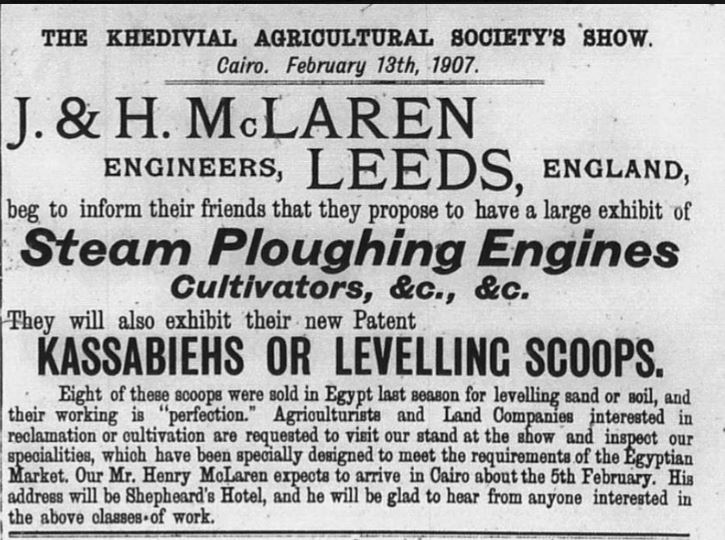 THE KHEDIVIAL AGRICULTURAL SOCIETY'S SHOW.
Cairo. February 13th, 1907.
J. & H. McLAREN
ENGINEERS, LEEDS, ENGLAND,
beg to inform their friends that they propose to have a large exhibit of
Steam Ploughing Engines
Cultivators, &c., &c.
They will also exhibit their new Patent
KASSABIEHS OR LEVELLING SCOOPS.
Eight of these scoops were sold in Egypt last season for levelling sand or soil, and
their working is "perfection." Agriculturists and Land Companies interested in
reclamation or cultivation are requested to visit our stand at the show and inspect our
specialities, which have been specially designed to meet the requirements of the Egyptian
Market. Our Mr. Henry McLaren expects to arrive in Cairo about the 5th February. His
address will be Shepheard's Hotel, and he will be glad to hear from anyone interested in
the above classes of work.